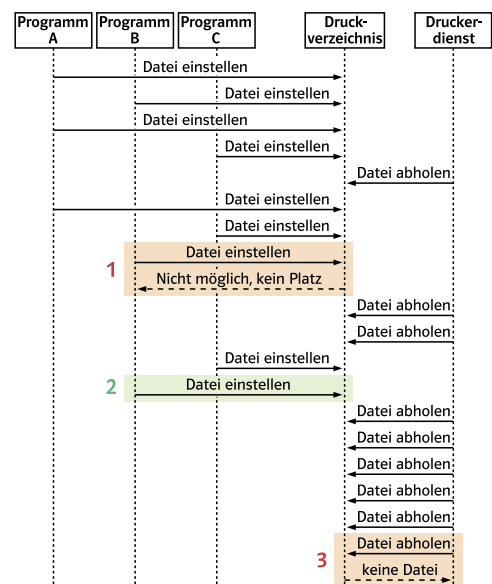 Programm
A
Programm
B
Programm
C
Druck-
verzeichnis
Drucker-
dienst
Datei einstellen
Datei einstellen
Datei einstellen
Datei einstellen
Datei abholen
Datei einstellen
Datei einstellen
1
Datei einstellen
Nicht möglich, kein Platz
Datei abholen
Datei abholen
Datei einstellen
2
Datei einstellen
Datei abholen
Datei abholen
Datei abholen
Datei abholen
Datei abholen
3
Datei abholen
keine Datei